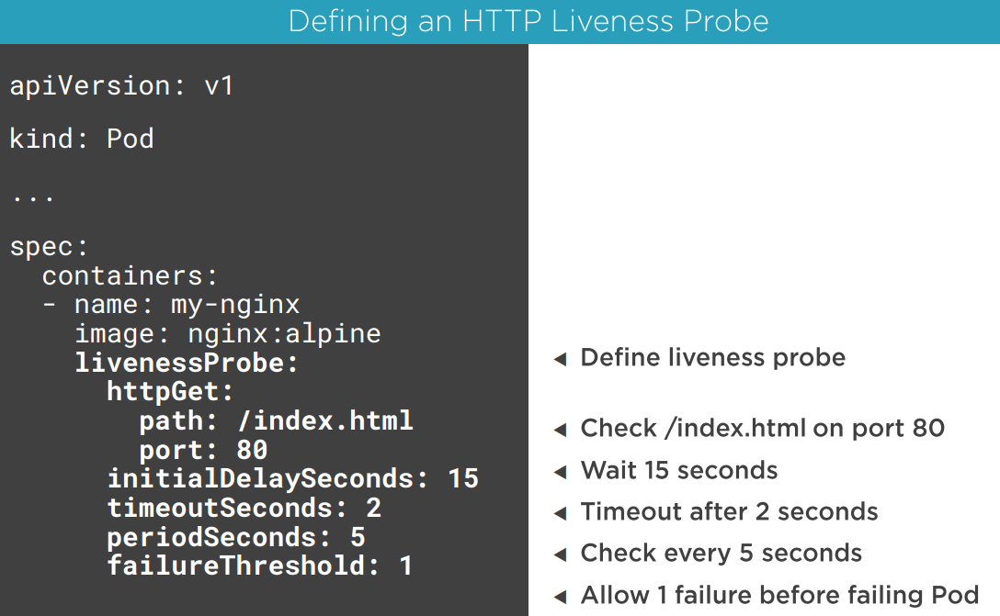 Defining an HTTP Liveness Probe
apiVersion: v1
kind: Pod
...
spec:
  containers:
  - name: my-nginx
    image: nginx:alpine
    livenessProbe:
      httpGet:
        path: /index.html
        port: 80
      initialDelaySeconds: 15
      timeoutSeconds: 2
      periodSeconds: 5
      failureThreshold: 1
◄ Define liveness probe
◄ Check /index.html on port 80
◄ Wait 15 seconds
◄ Timeout after 2 seconds
◄ Check every 5 seconds
◄ Allow 1 failure before failing Pod